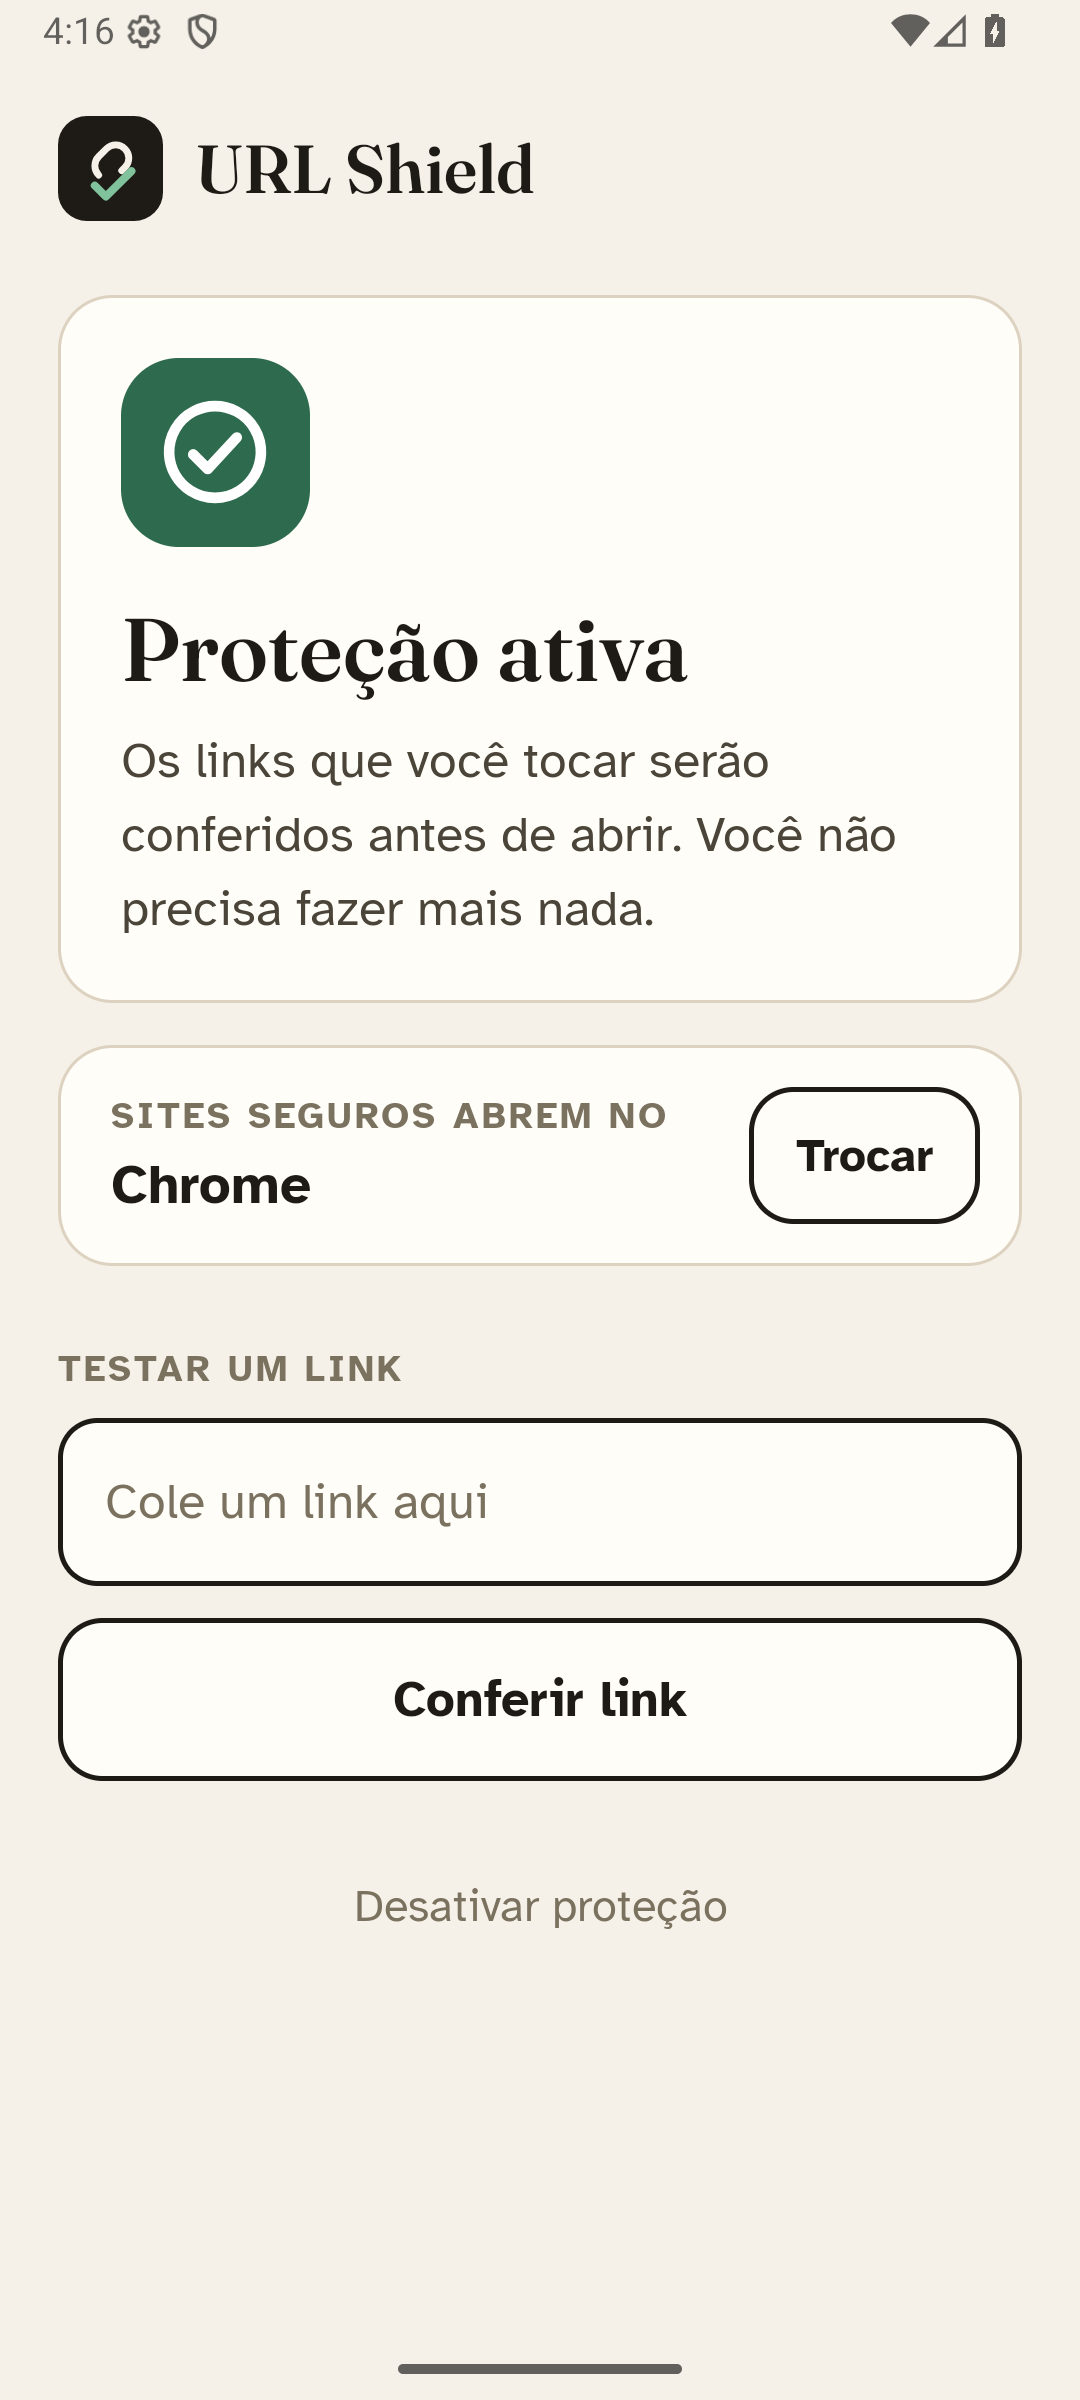 4:16
URL Shield
Proteção ativa
Os links que você tocar serão
conferidos antes de abrir. Você não
precisa fazer mais nada.
SITES SEGUROS ABREM NO
Chrome
Trocar
TESTAR UM LINK
Cole um link aqui
Conferir link
Desativar proteção